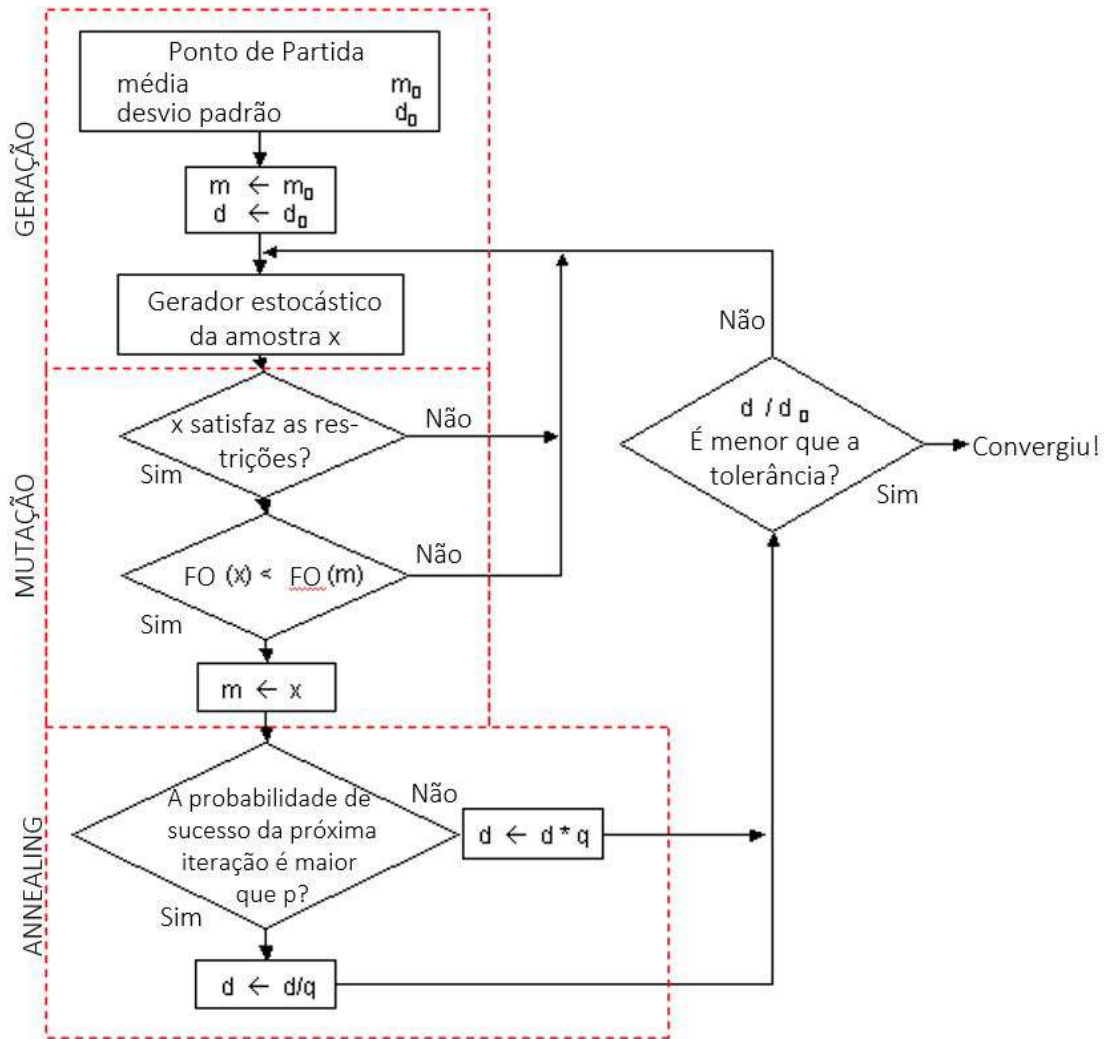 Ponto de Partida
média m₀
desvio padrão d₀
GERAÇÃO
m ← m₀
d ← d₀
Gerador estocástico
da amostra x
Não
d / d₀
É menor que a
tolerância?
Convergiu!
Sim
MUTAÇÃO
x satisfaz as res-
trições?
Não
Sim
FO (x) < FO (m)
Não
Sim
m ← x
ANNEALING
A probabilidade de
sucesso da próxima
iteração é maior
que p?
Não
d ← d * q
Sim
d ← d/q